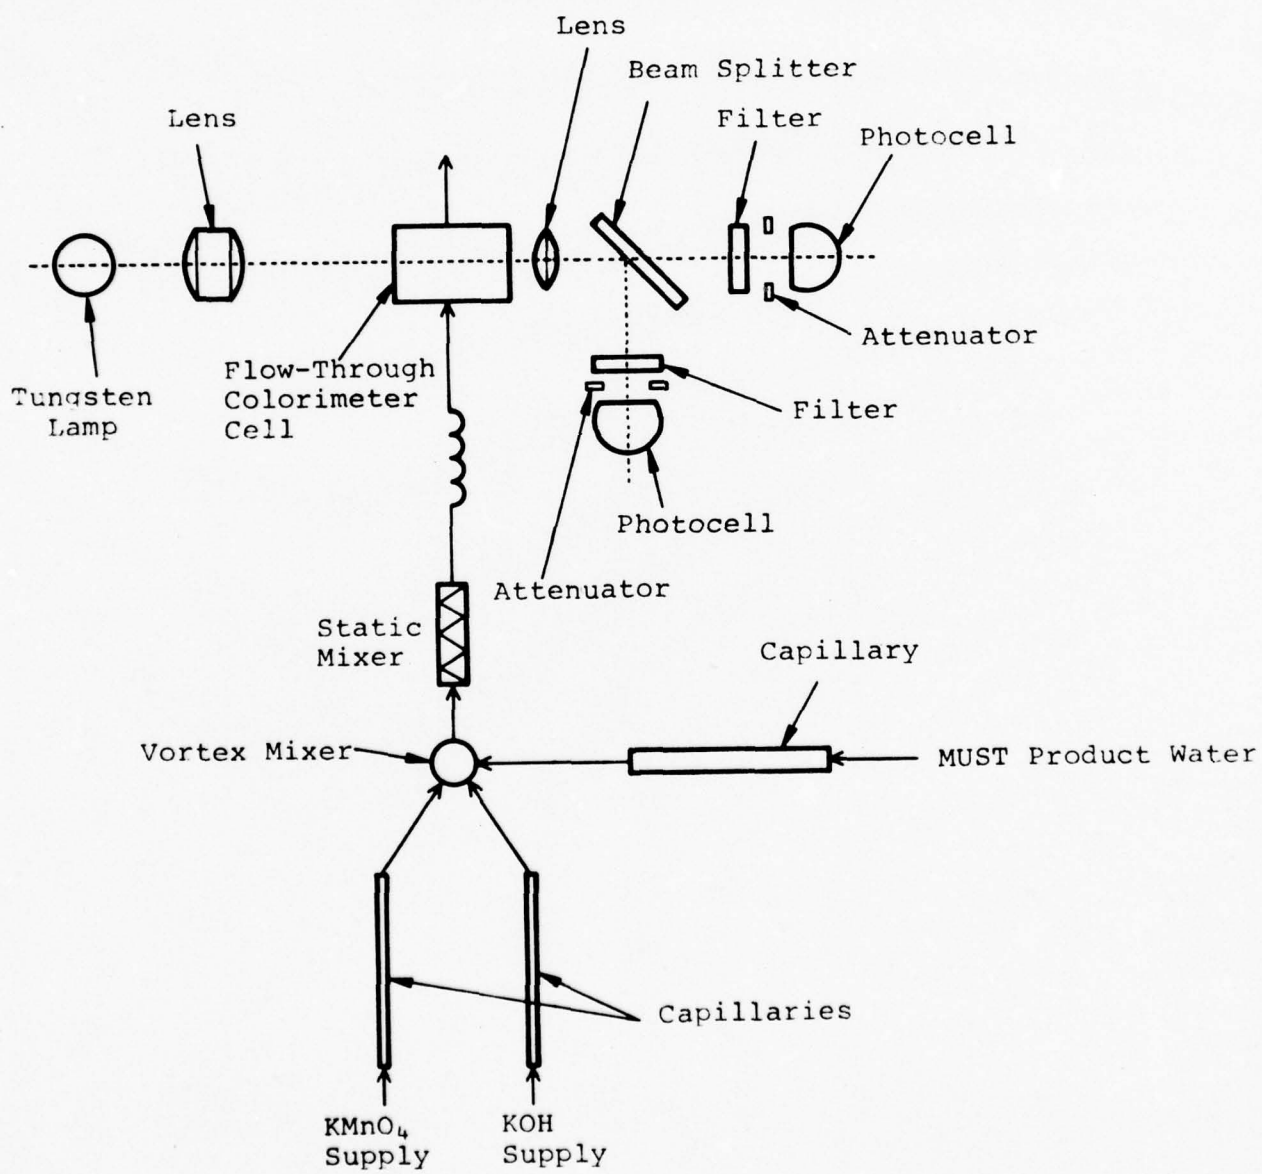 Lens
Beam Splitter
Lens
Filter
Photocell
Attenuator
Flow-Through
Colorimeter
Cell
Tungsten
Lamp
Filter
Photocell
Attenuator
Static
Mixer
Capillary
Vortex Mixer
MUST Product Water
Capillaries
KMnO₄
Supply
KOH
Supply